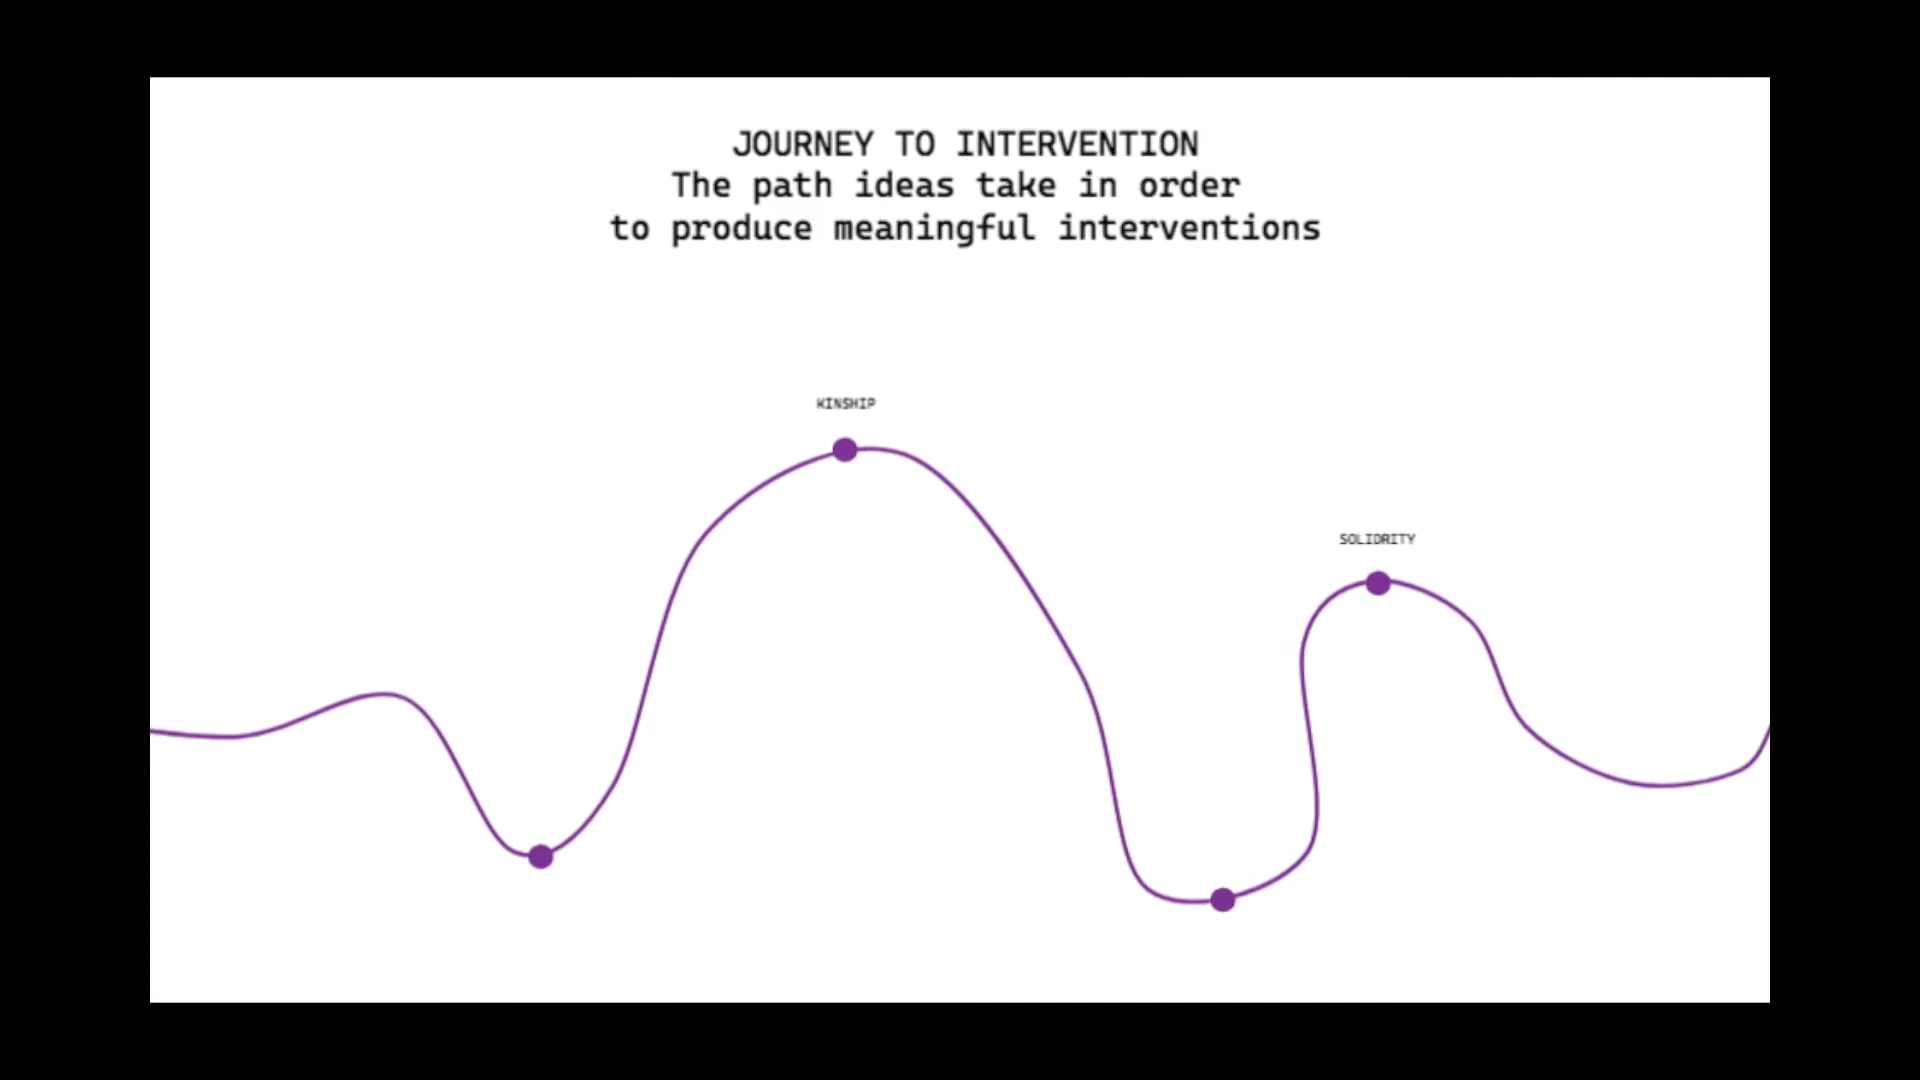 JOURNEY TO INTERVENTION
The path ideas take in order
to produce meaningful interventions
KINSHIP
SOLIDRITY